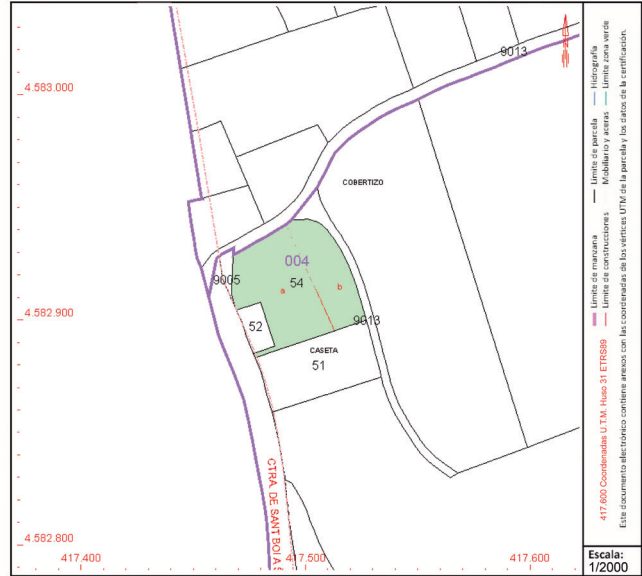 4.583.000
4.582.900
4.582.800
417.400
417.500
417.600
9013
COBERTIZO
004
54
a
b
9005
52
9013
CASETA
51
CTRA. DE SANT BOI A
Límite de manzana
Límite de parcela
Hidrografía
Límite de construcciones
Mobiliario y aceras
Límite zona verde
417.600 Coordenadas U.T.M. Huso 31 ETRS89
Este documento electrónico contiene anexos con las coordenadas de los vértices UTM de la parcela y los datos de la certificación.
Escala:
1/2000